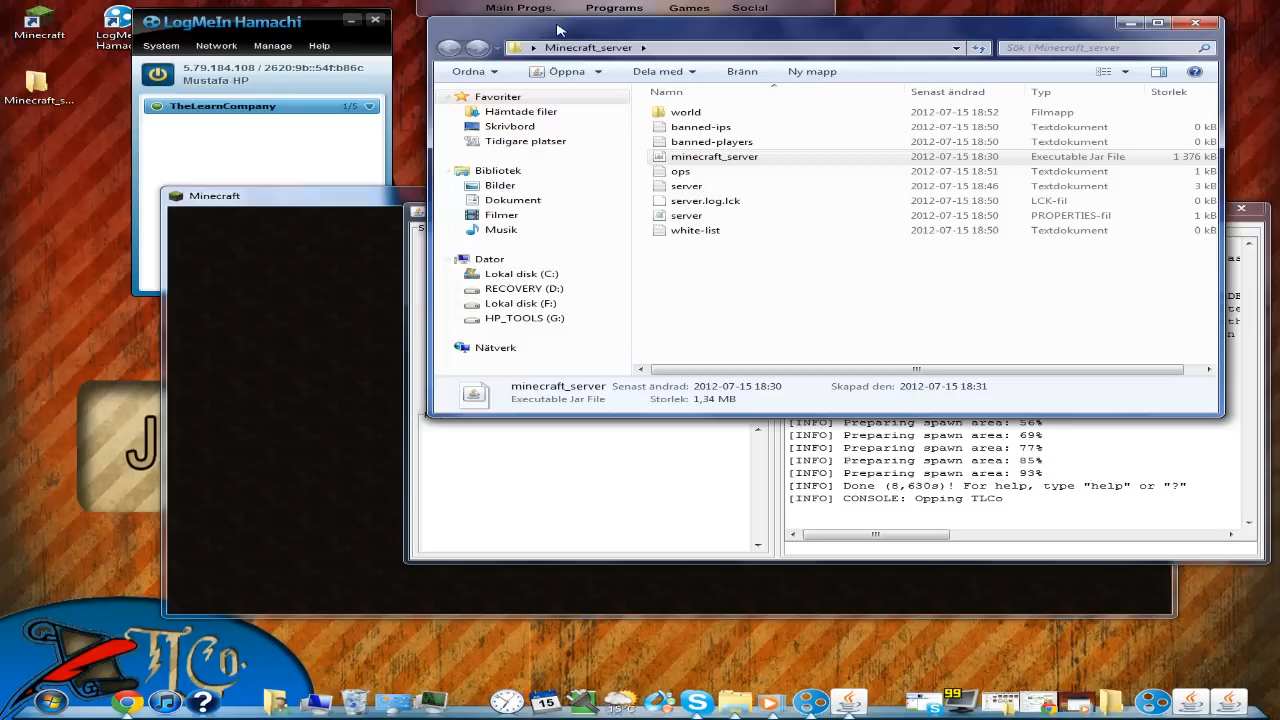 Main Progs. Programs Games Social
Minecraft
LogMeIn Hamachi
LogMe
Hama
System Network Manage Help
5.79.184.108 / 2620:9b::54f:b86c
Mustafa-HP
TheLearnCompany 1/5
Minecraft_s...
Minecraft_server
Sök i Minecraft_server
Ordna Öppna Dela med Bränn Ny mapp
Namn Senast ändrad Typ Storlek
Favoriter
Hämtade filer
Skrivbord
Tidigare platser
Bibliotek
Bilder
Dokument
Filmer
Musik
Dator
Lokal disk (C:)
RECOVERY (D:)
Lokal disk (F:)
HP_TOOLS (G:)
Nätverk
world 2012-07-15 18:52 Filmapp
banned-ips 2012-07-15 18:50 Textdokument 0 kB
banned-players 2012-07-15 18:50 Textdokument 0 kB
minecraft_server 2012-07-15 18:30 Executable Jar File 1 376 kB
ops 2012-07-15 18:51 Textdokument 1 kB
server 2012-07-15 18:46 Textdokument 3 kB
server.log.lck 2012-07-15 18:50 LCK-fil 0 kB
server 2012-07-15 18:50 PROPERTIES-fil 1 kB
white-list 2012-07-15 18:50 Textdokument 0 kB
minecraft_server Senast ändrad: 2012-07-15 18:30 Skapad den: 2012-07-15 18:31
Executable Jar File Storlek: 1,34 MB
Minecraft
[INFO] Preparing spawn area: 56%
[INFO] Preparing spawn area: 69%
[INFO] Preparing spawn area: 77%
[INFO] Preparing spawn area: 85%
[INFO] Preparing spawn area: 93%
[INFO] Done (8,630s)! For help, type "help" or "?"
[INFO] CONSOLE: Opping TLCo
J
TLCo.
15
15°C
99